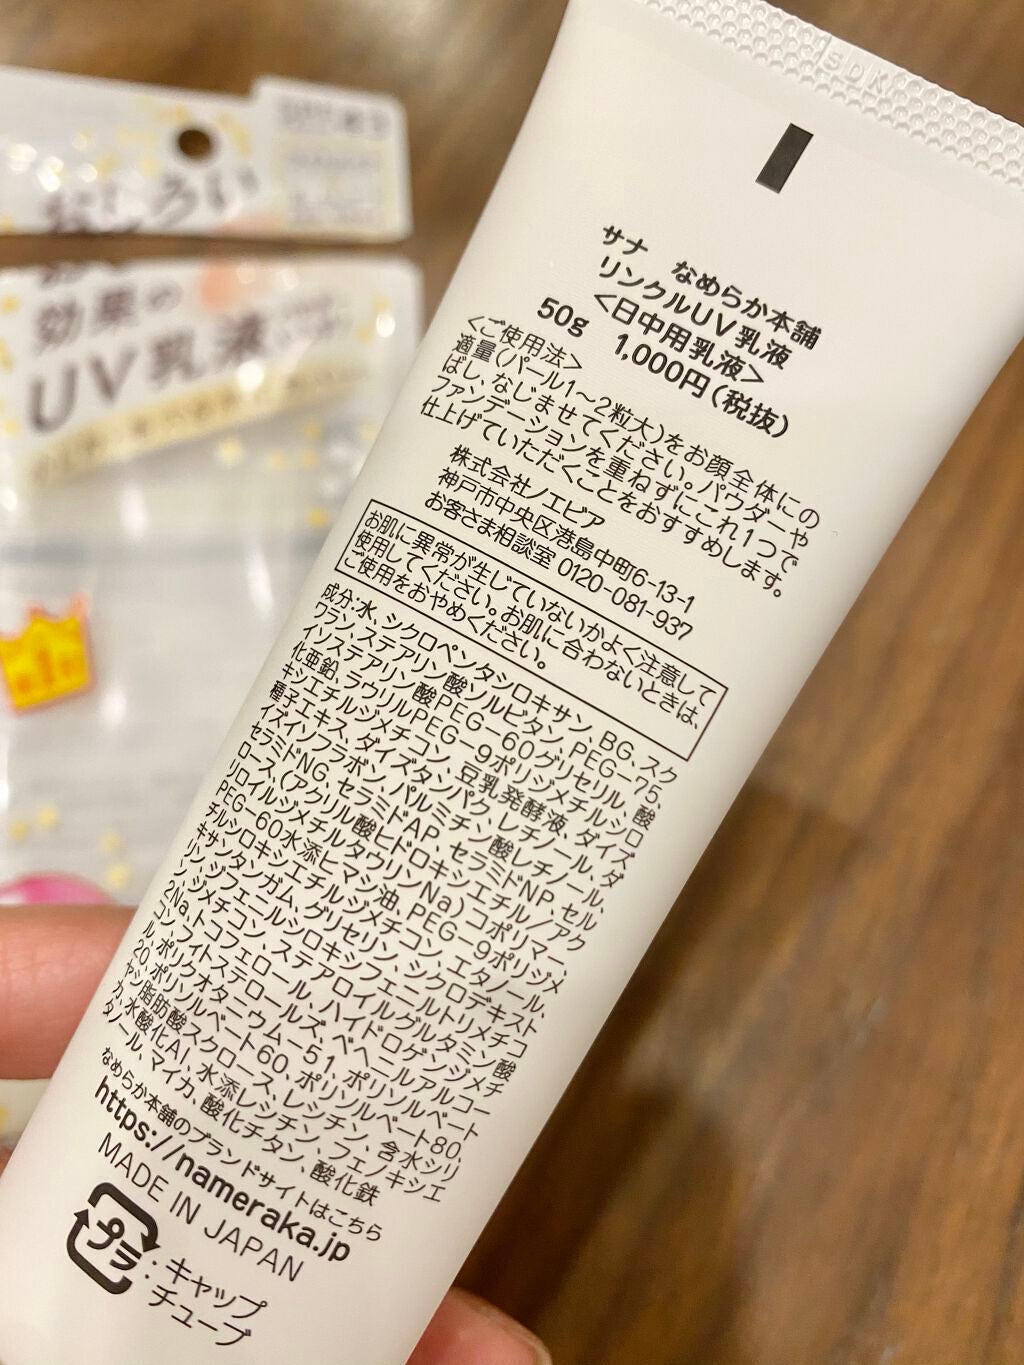 SDK
サナ なめらか本舗
リンクルUV乳液
<日中用乳液>
50g 1,000円(税抜)
<ご使用法>
適量(パール1〜2粒大)をお顔全体にの
ばし、なじませてください。パウダーや
ファンデーションを重ねずにこれ1つで
仕上げていただくことをおすすめします。
株式会社ノエビア
神戸市中央区港島中町6-13-1
お客さま相談室 0120-081-937
お肌に異常が生じていないかよく注意して
使用してください。お肌に合わないときは、
ご使用をおやめください。
成分:水、シクロペンタシロキサン、BG、スク
ワラン、ステアリン酸ソルビタン、PEG-75、
イソステアリン酸PEG-60グリセリル、酸
化亜鉛、ラウリルPEG-9ポリジメチルシロ
キシエチルジメチコン、豆乳発酵液、ダイズ
種子エキス、ダイズタンパク、レチノール、ダ
イズイソフラボン、パルミチン酸レチノール、
セラミドNG、セラミドAP、セラミドNP、セル
ロース、(アクリル酸ヒドロキシエチル/アク
リロイルジメチルタウリンNa)コポリマー、
PEG-60水添ヒマシ油、PEG-9ポリジメ
チルシロキシエチルジメチコン、エタノール、
キサンタンガム、グリセリン、シクロデキスト
リン、ジフェニルシロキシフェニルトリメチコ
ン、ジメチコン、ステアロイルグルタミン酸
2Na、トコフェロール、ハイドロゲンジメチ
コン、フィトステロールズ、ベヘニルアルコー
ル、ポリクオタニウム-51、ポリソルベート
20、ポリソルベート60、ポリソルベート80、
ヤシ脂肪酸スクロース、レシチン、含水シリ
カ、水酸化Al、水添レシチン、フェノキシエ
タノール、マイカ、酸化チタン、酸化鉄
なめらか本舗のブランドサイトはこちら
https://nameraka.jp
MADE IN JAPAN
プラ:キャップ
チューブ
おしろい
効果の
UV乳液